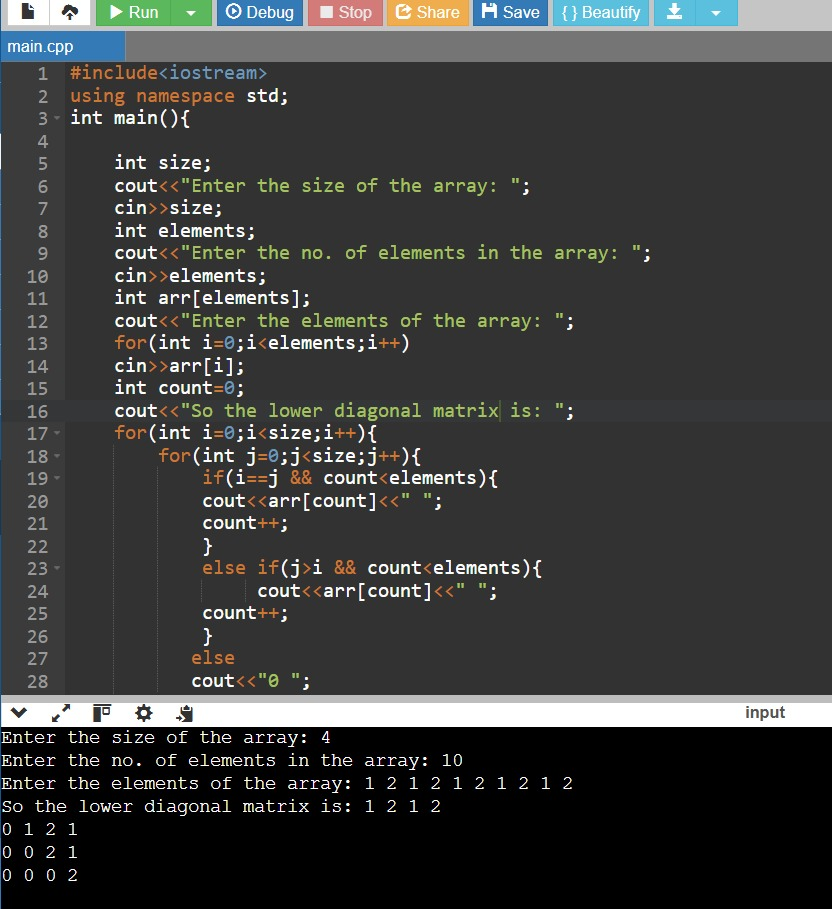 Run Debug Stop Share Save { } Beautify
main.cpp
1 #include<iostream>
2 using namespace std;
3 int main(){
4
5 int size;
6 cout<<"Enter the size of the array: ";
7 cin>>size;
8 int elements;
9 cout<<"Enter the no. of elements in the array: ";
10 cin>>elements;
11 int arr[elements];
12 cout<<"Enter the elements of the array: ";
13 for(int i=0;i<elements;i++)
14 cin>>arr[i];
15 int count=0;
16 cout<<"So the lower diagonal matrix is: ";
17 for(int i=0;i<size;i++){
18 for(int j=0;j<size;j++){
19 if(i==j && count<elements){
20 cout<<arr[count]<<" ";
21 count++;
22 }
23 else if(j>i && count<elements){
24 cout<<arr[count]<<" ";
25 count++;
26 }
27 else
28 cout<<"0 ";
input
Enter the size of the array: 4
Enter the no. of elements in the array: 10
Enter the elements of the array: 1 2 1 2 1 2 1 2 1 2
So the lower diagonal matrix is: 1 2 1 2
0 1 2 1
0 0 2 1
0 0 0 2